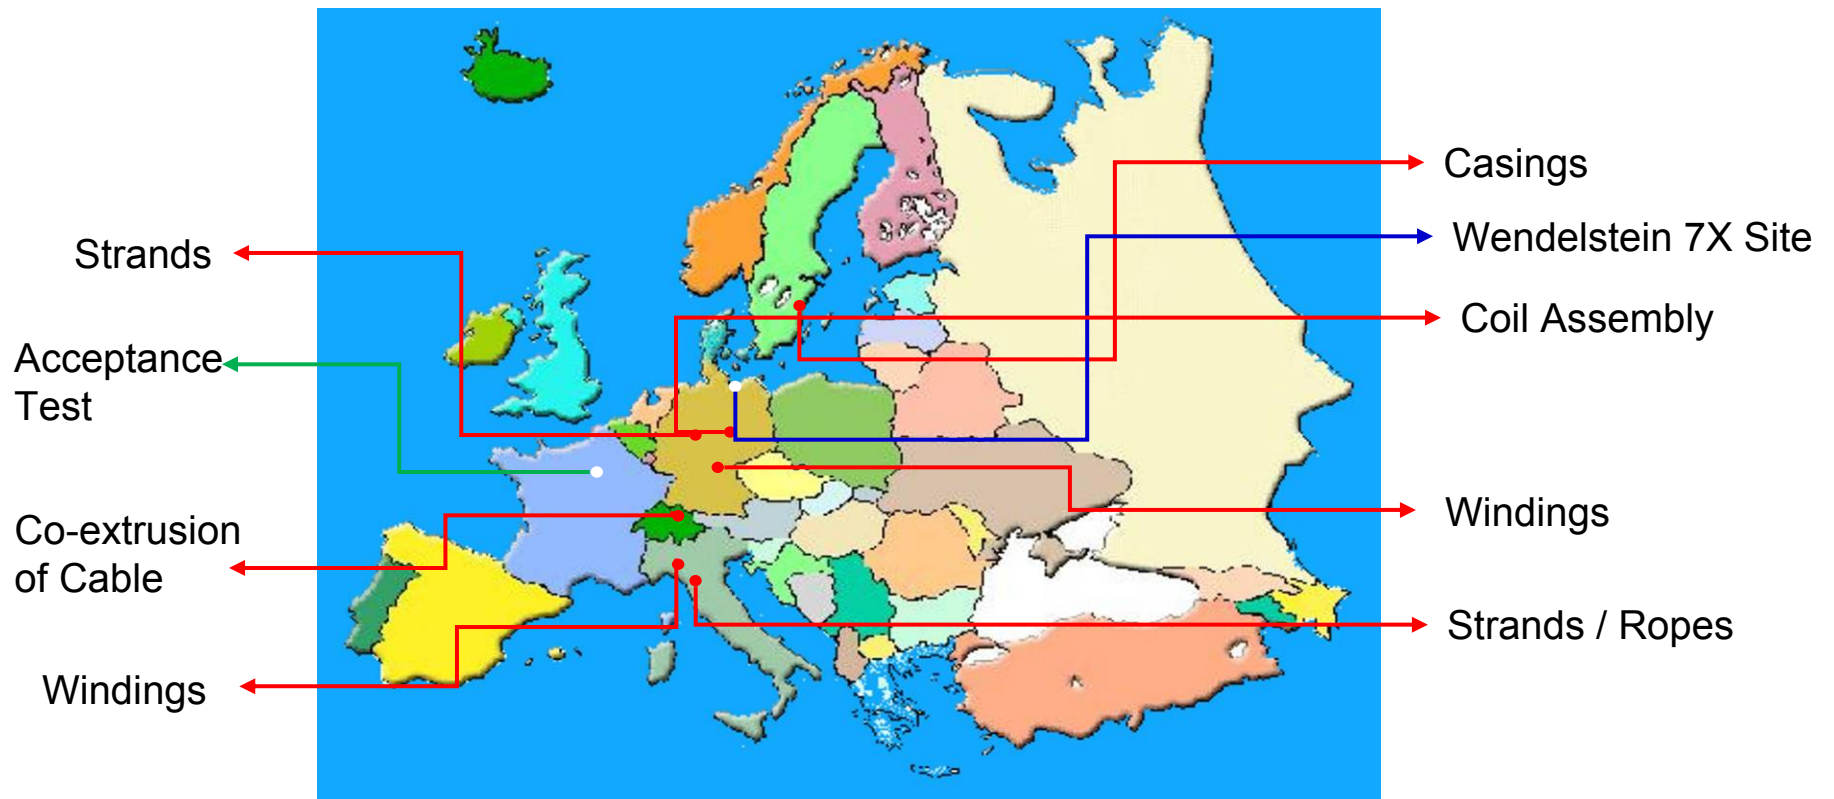 Strands
Acceptance
Test
Co-extrusion
of Cable
Windings
Casings
Wendelstein 7X Site
Coil Assembly
Windings
Strands / Ropes